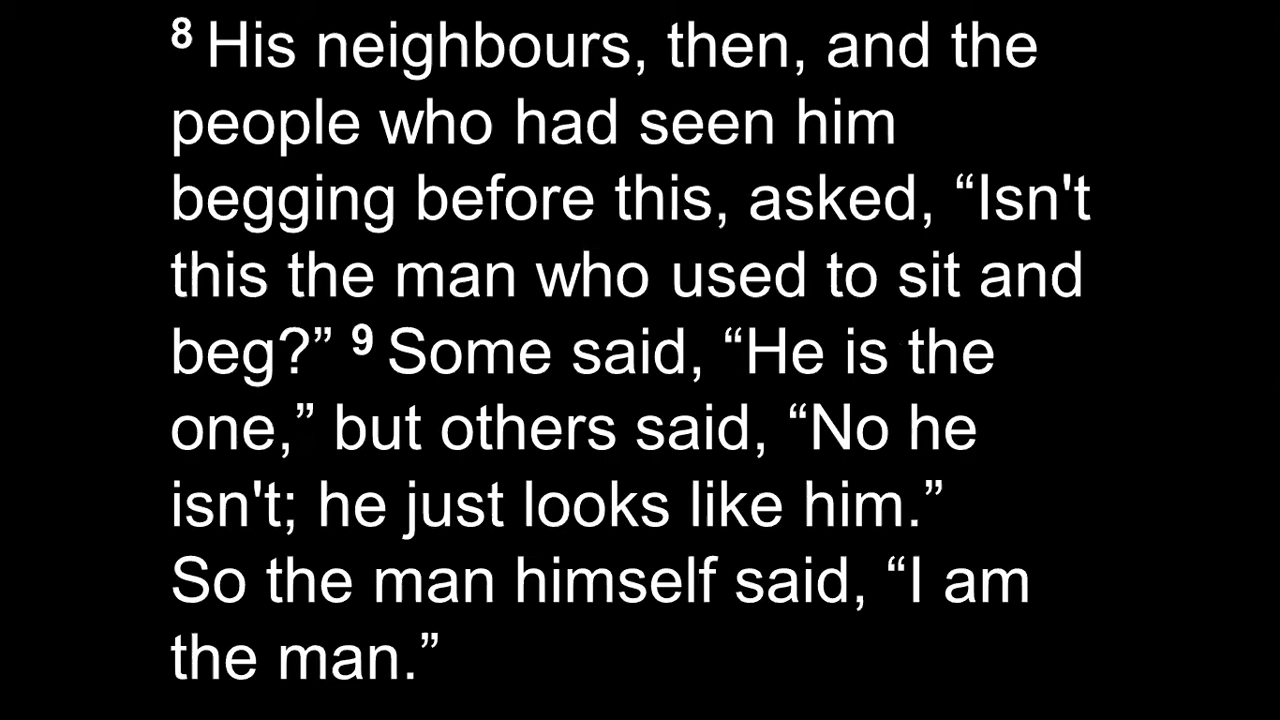 8 His neighbours, then, and the
people who had seen him
begging before this, asked, “Isn't
this the man who used to sit and
beg?” 9 Some said, “He is the
one,” but others said, “No he
isn't; he just looks like him.”
So the man himself said, “I am
the man.”